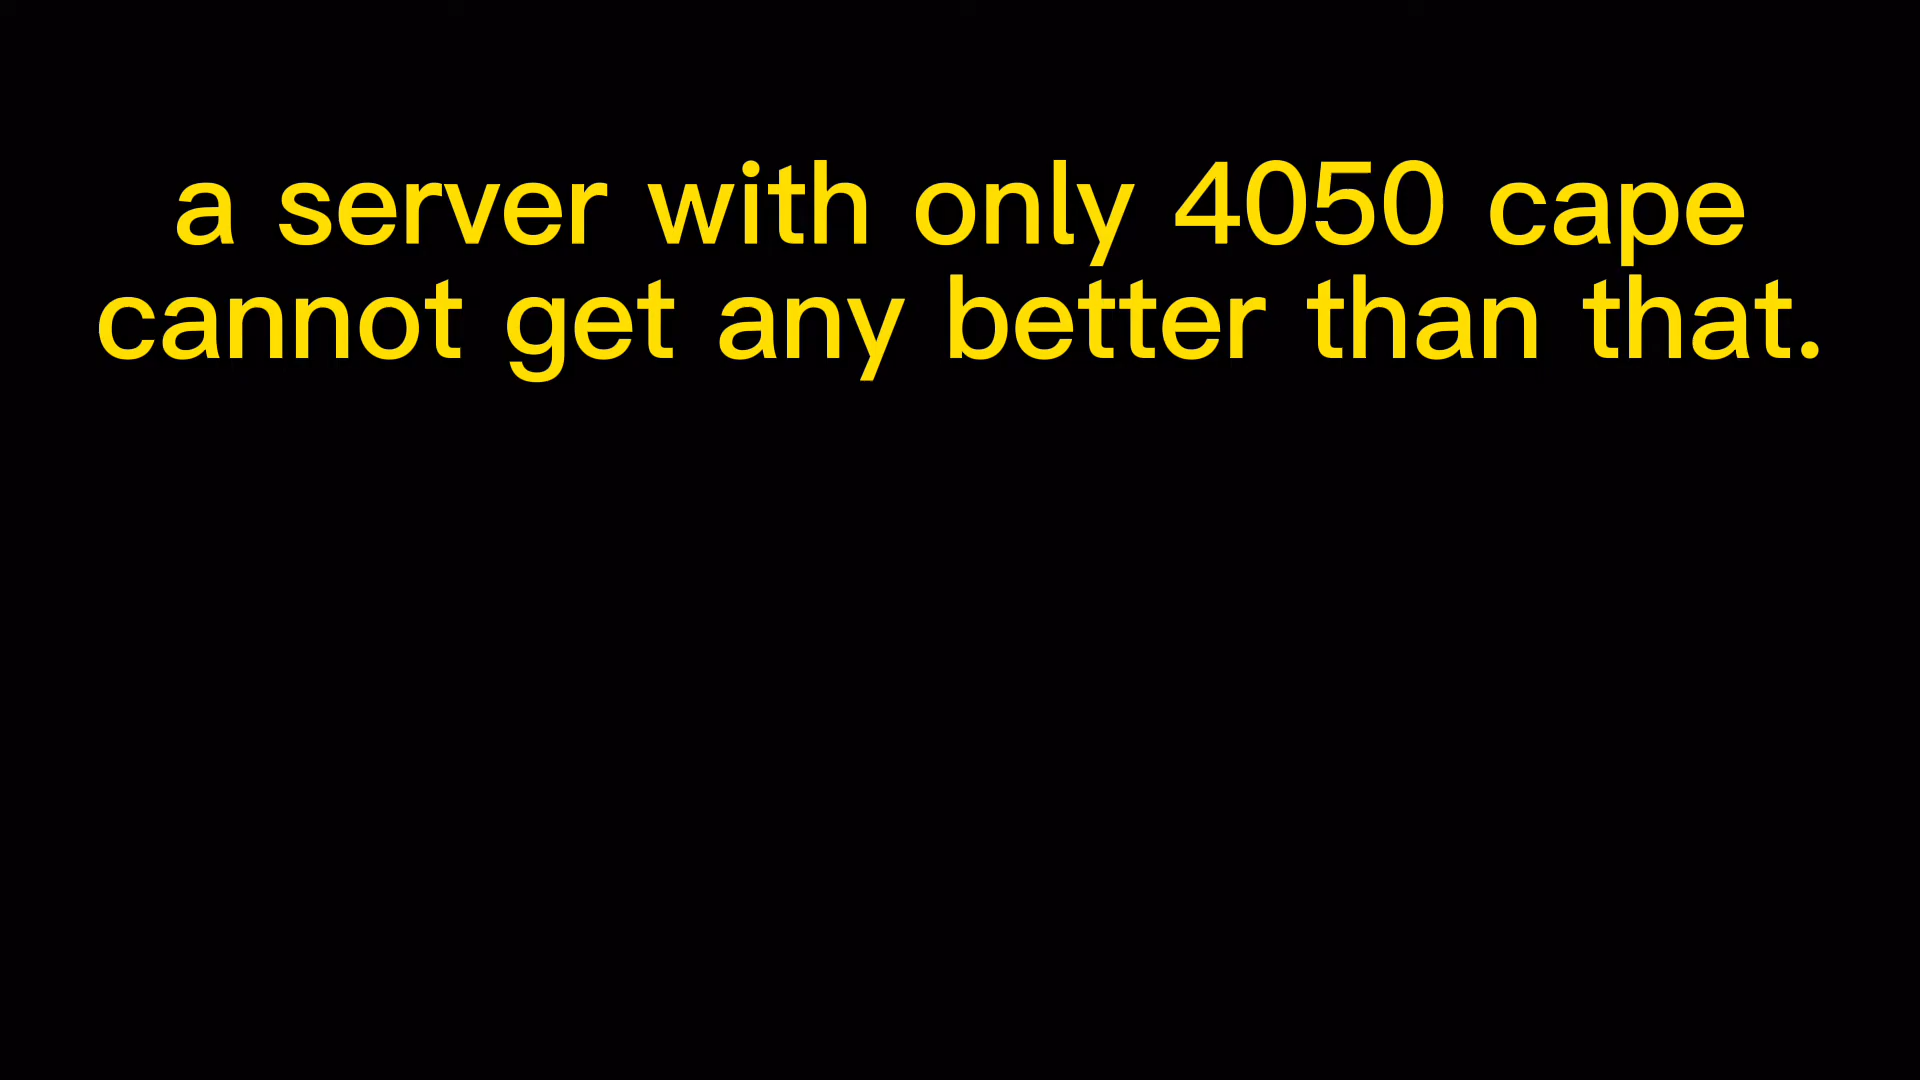 a server with only 4050 cape
cannot get any better than that.